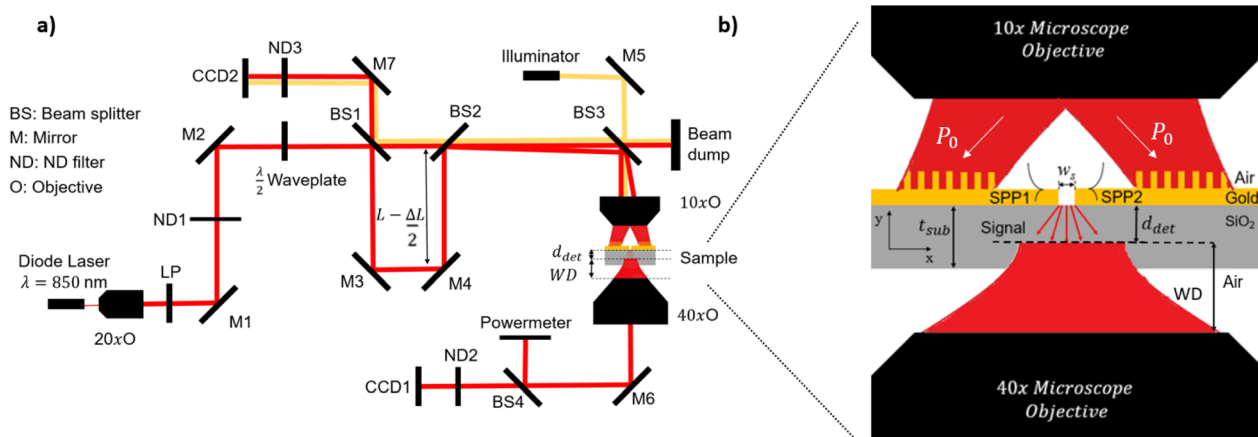 a)
BS: Beam splitter
M: Mirror
ND: ND filter
O: Objective
CCD2
ND3
M7
Illuminator
M5
M2
BS1
BS2
BS3
λ/2 Waveplate
Beam
dump
L − ΔL/2
10xO
ND1
d_det
Sample
WD
Diode Laser
λ = 850 nm
LP
M3
M4
20xO
M1
Powermeter
40xO
CCD1
ND2
BS4
M6
b)
10x Microscope
Objective
P_0
P_0
w_s
Air
SPP1
SPP2
Gold
y
x
t_sub
Signal
d_det
SiO₂
Air
WD
40x Microscope
Objective